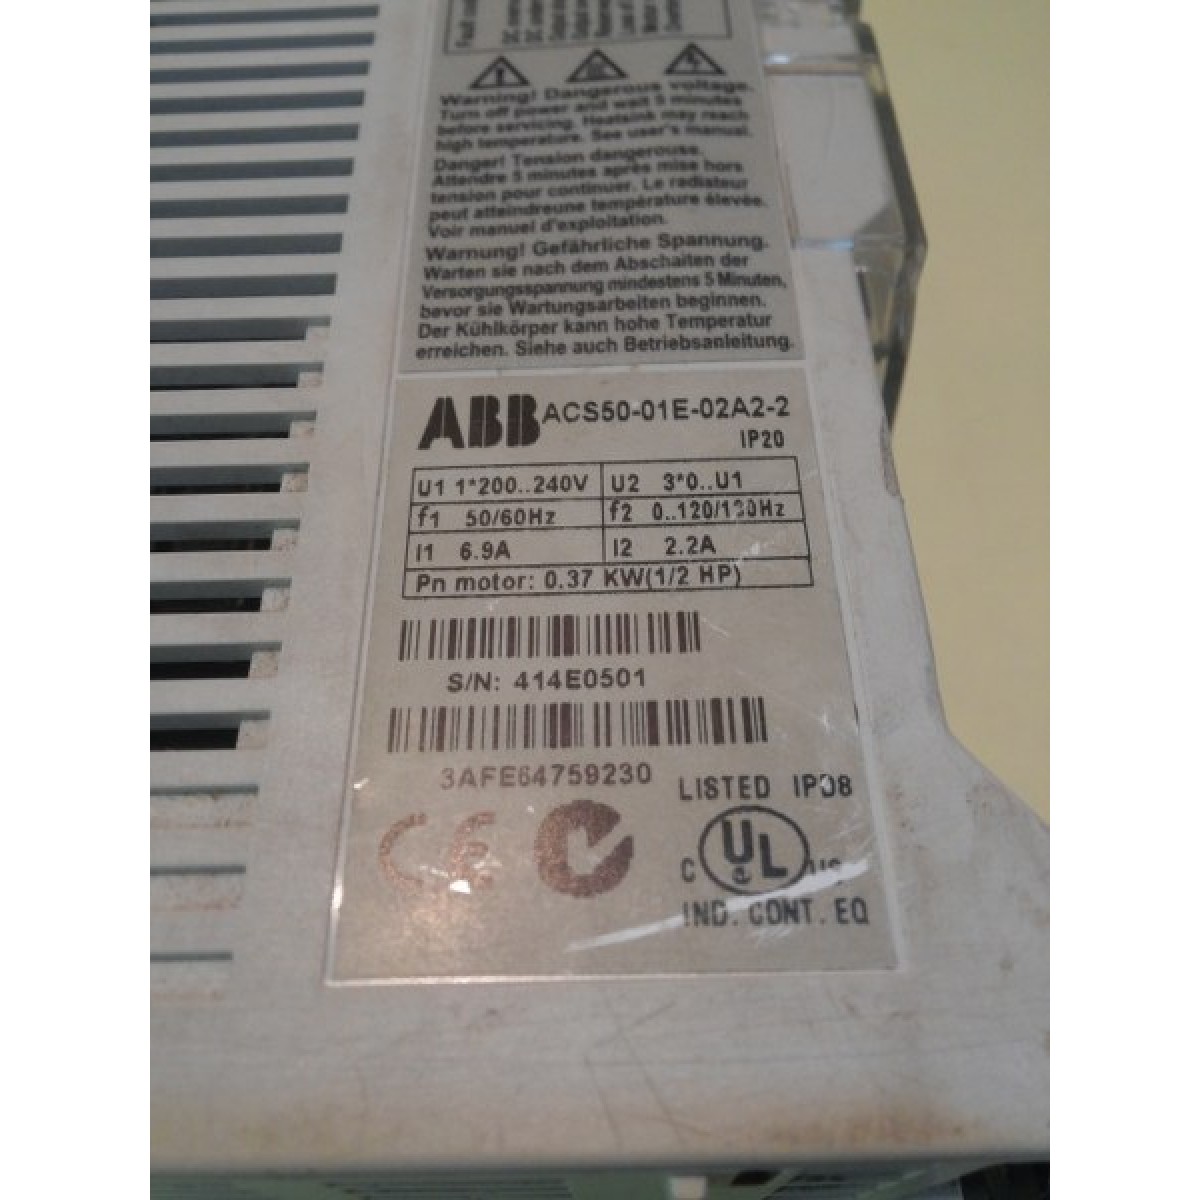 Fault cod
Warning! Dangerous voltage.
Turn off power and wait 5 minutes
before servicing. Heatsink may reach
high temperature. See user's manual.
Danger! Tension dangerouse.
Attendre 5 minutes après mise hors
tension pour continuer. Le radiateur
peut atteindreune température élevée.
Voir manuel d'exploitation.
Warnung! Gefährliche Spannung.
Warten sie nach dem Abschalten der
Versorgungsspannung mindestens 5 Minuten,
bevor sie Wartungsarbeiten beginnen.
Der Kühlkörper kann hohe Temperatur
erreichen. Siehe auch Betriebsanleitung.
ABB ACS50-01E-02A2-2
IP20
U1 1*200..240V U2 3*0..U1
f1 50/60Hz f2 0..120/130Hz
I1 6.9A I2 2.2A
Pn motor: 0.37 KW(1/2 HP)
S/N: 414E0501
3AFE64759230
LISTED IP08
CE
C UL US
IND. CONT. EQ